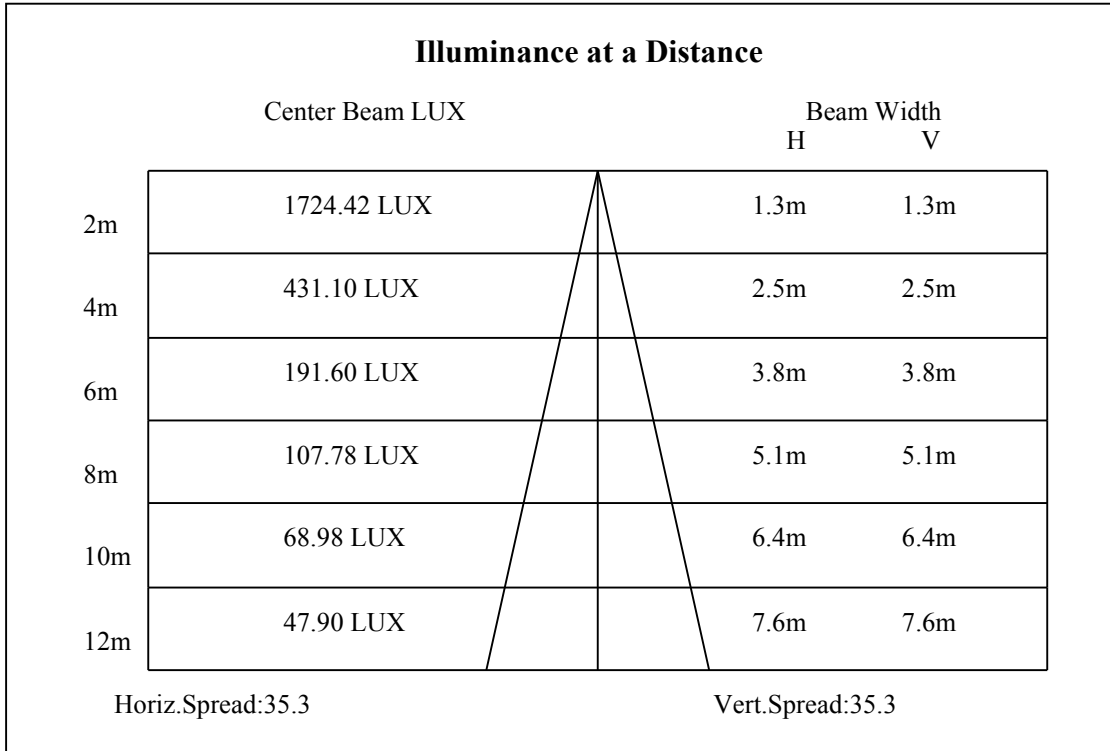 Illuminance at a Distance
Center Beam LUX Beam Width
H V
2m 1724.42 LUX 1.3m 1.3m
4m 431.10 LUX 2.5m 2.5m
6m 191.60 LUX 3.8m 3.8m
8m 107.78 LUX 5.1m 5.1m
10m 68.98 LUX 6.4m 6.4m
12m 47.90 LUX 7.6m 7.6m
Horiz.Spread:35.3 Vert.Spread:35.3